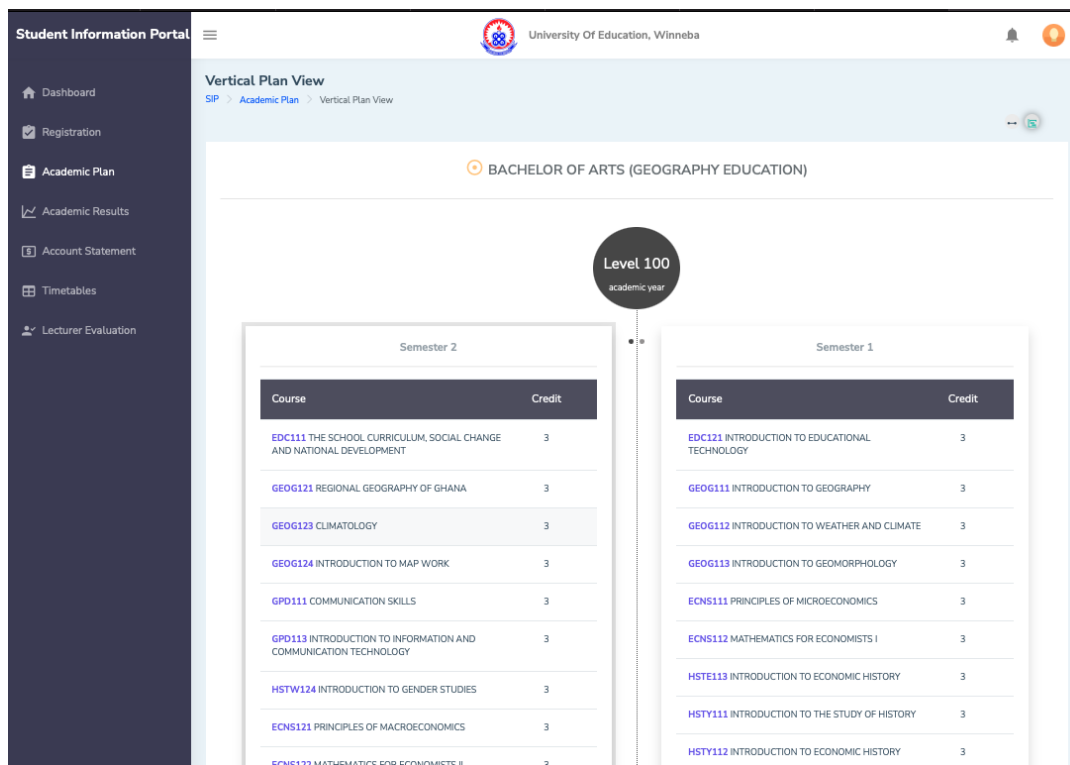 Student Information Portal
University Of Education, Winneba
Dashboard
Registration
Academic Plan
Academic Results
Account Statement
Timetables
Lecturer Evaluation
Vertical Plan View
SIP > Academic Plan > Vertical Plan View
BACHELOR OF ARTS (GEOGRAPHY EDUCATION)
Level 100
academic year
Semester 2
Course Credit
EDC111 THE SCHOOL CURRICULUM, SOCIAL CHANGE 3
AND NATIONAL DEVELOPMENT
GEOG121 REGIONAL GEOGRAPHY OF GHANA 3
GEOG123 CLIMATOLOGY 3
GEOG124 INTRODUCTION TO MAP WORK 3
GPD111 COMMUNICATION SKILLS 3
GPD113 INTRODUCTION TO INFORMATION AND 3
COMMUNICATION TECHNOLOGY
HSTW124 INTRODUCTION TO GENDER STUDIES 3
ECNS121 PRINCIPLES OF MACROECONOMICS 3
ECNS122 MATHEMATICS FOR ECONOMISTS II 3
Semester 1
Course Credit
EDC121 INTRODUCTION TO EDUCATIONAL 3
TECHNOLOGY
GEOG111 INTRODUCTION TO GEOGRAPHY 3
GEOG112 INTRODUCTION TO WEATHER AND CLIMATE 3
GEOG113 INTRODUCTION TO GEOMORPHOLOGY 3
ECNS111 PRINCIPLES OF MICROECONOMICS 3
ECNS112 MATHEMATICS FOR ECONOMISTS I 3
HSTE113 INTRODUCTION TO ECONOMIC HISTORY 3
HSTY111 INTRODUCTION TO THE STUDY OF HISTORY 3
HSTY112 INTRODUCTION TO ECONOMIC HISTORY 3